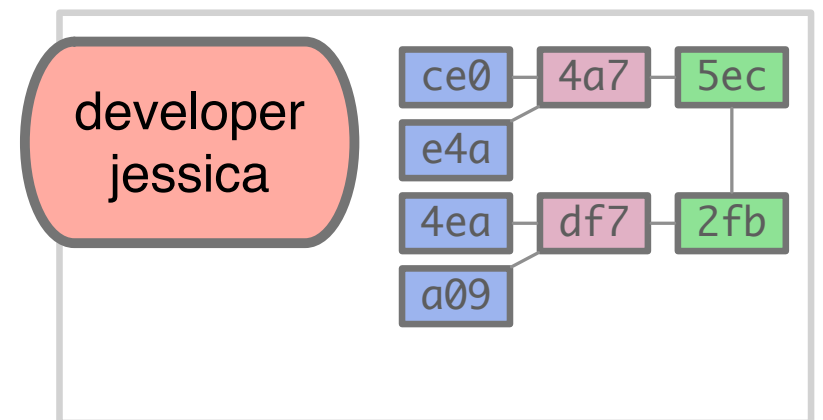 developer
jessica
ce0 4a7 5ec
e4a
4ea df7 2fb
a09